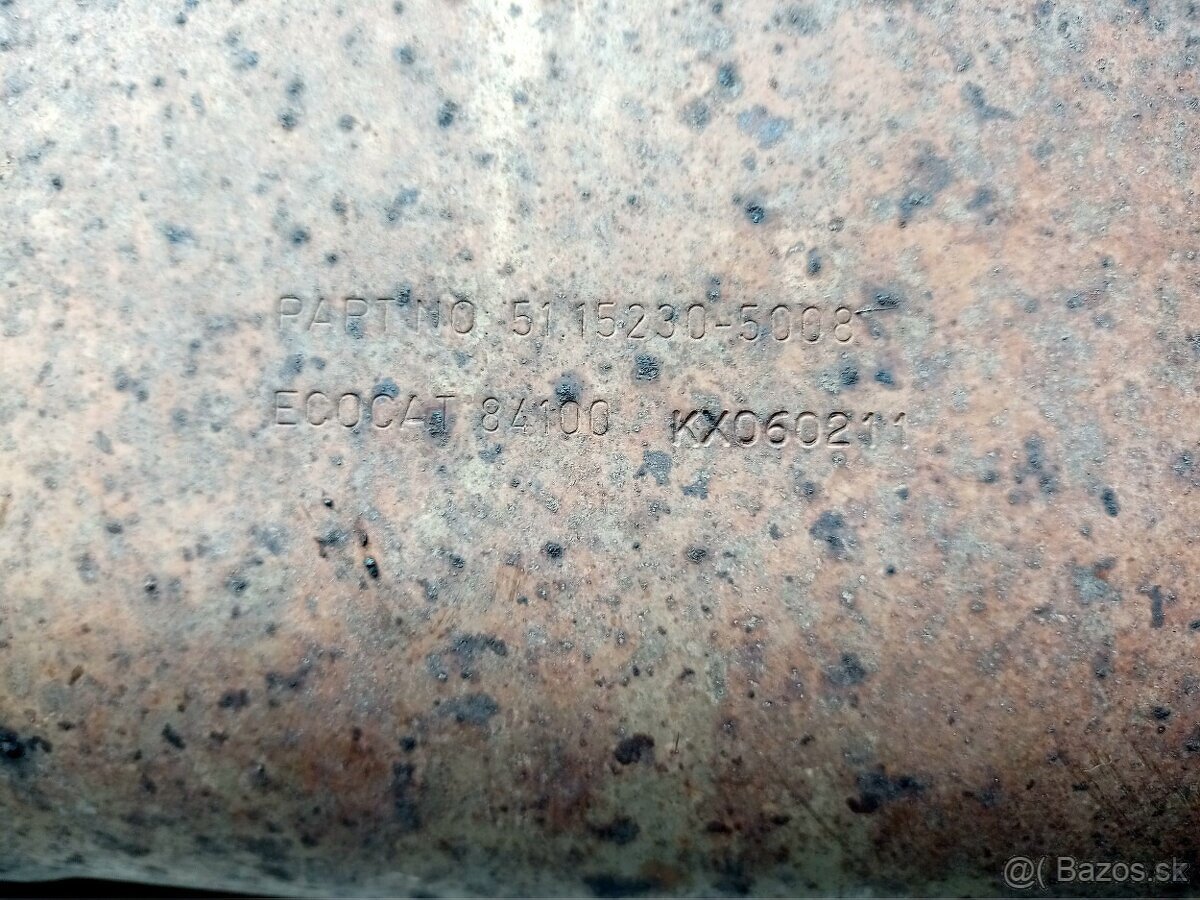 PART NO 51.15230-5008
ECOCAT 84100 KX060211
@( Bazos.sk